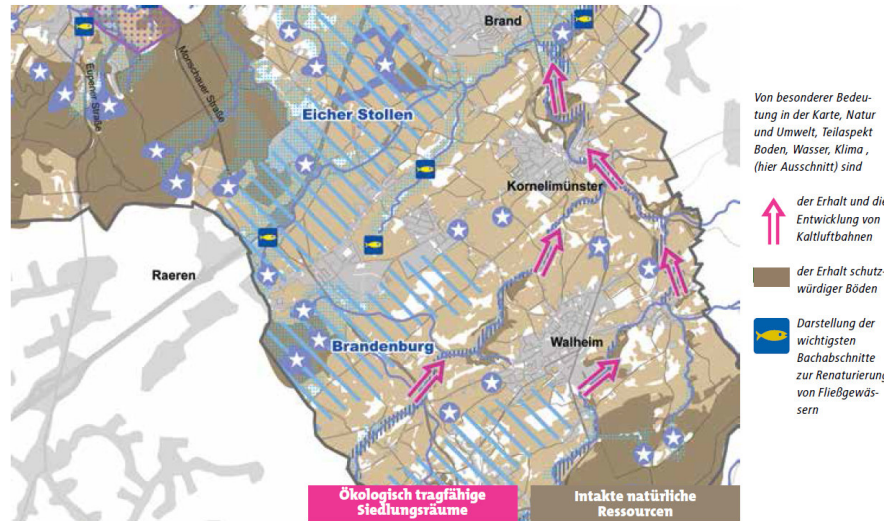 Brand
Eupener Straße
Monschauer Straße
Eicher Stollen
Kornelimünster
Raeren
Brandenburg
Walheim
Ökologisch tragfähige
Siedlungsräume
Intakte natürliche
Ressourcen
Von besonderer Bedeu-
tung in der Karte, Natur
und Umwelt, Teilaspekt
Boden, Wasser, Klima ,
(hier Ausschnitt) sind
der Erhalt und die
Entwicklung von
Kaltluftbahnen
der Erhalt schutz-
würdiger Böden
Darstellung der
wichtigsten
Bachabschnitte
zur Renaturierung
von Fließgewäs-
sern